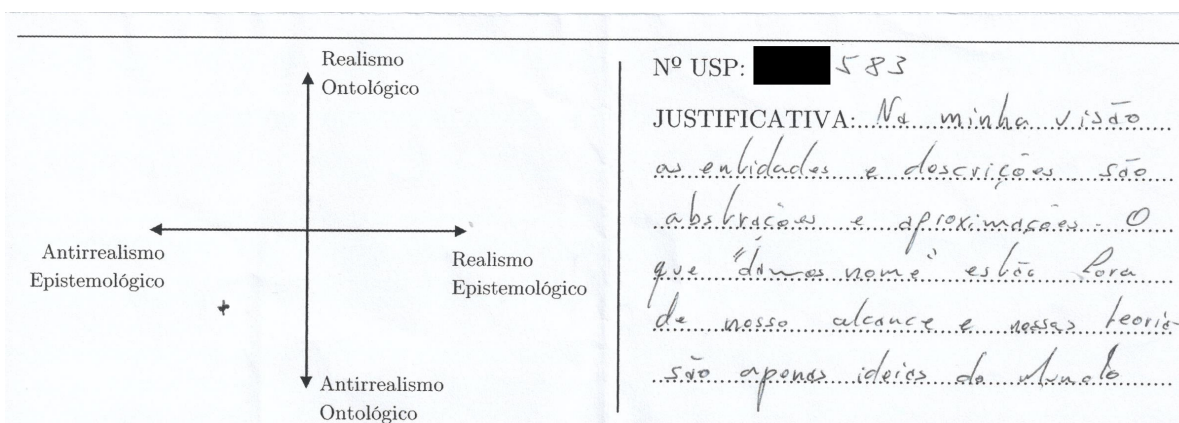 Realismo
Ontológico
Antirrealismo
Epistemológico
Realismo
Epistemológico
Antirrealismo
Ontológico
Nº USP: 583
JUSTIFICATIVA: Na minha visão
as entidades e descrições são
abstrações e aproximações. O
que "damos nome" estão fora
de nosso alcance e nossas teorias
são apenas ideias do mundo